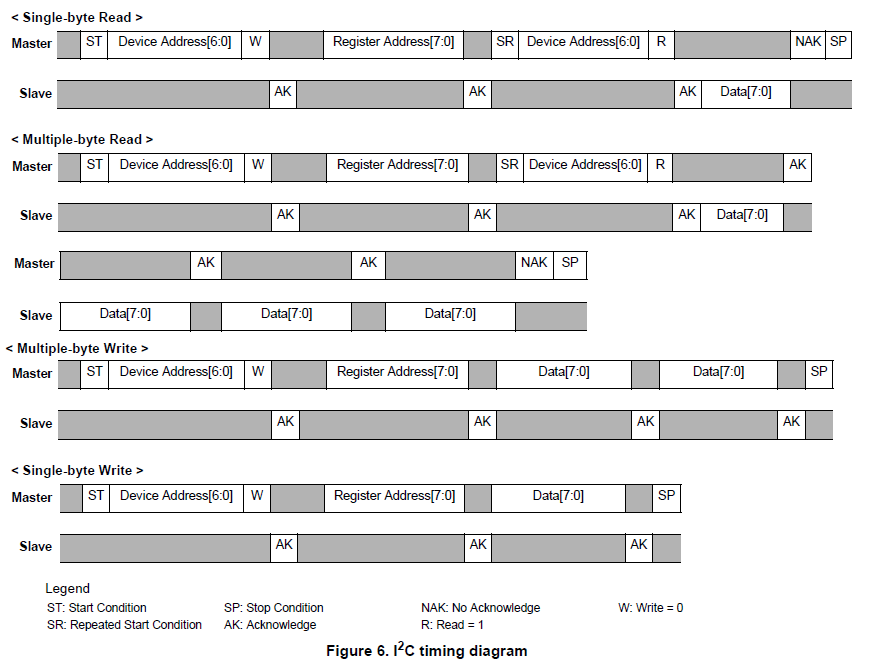 < Single-byte Read >
Master ST Device Address[6:0] W Register Address[7:0] SR Device Address[6:0] R NAK SP
Slave AK AK AK Data[7:0]
< Multiple-byte Read >
Master ST Device Address[6:0] W Register Address[7:0] SR Device Address[6:0] R AK
Slave AK AK AK Data[7:0]
Master AK AK NAK SP
Slave Data[7:0] Data[7:0] Data[7:0]
< Multiple-byte Write >
Master ST Device Address[6:0] W Register Address[7:0] Data[7:0] Data[7:0] SP
Slave AK AK AK AK
< Single-byte Write >
Master ST Device Address[6:0] W Register Address[7:0] Data[7:0] SP
Slave AK AK AK
Legend
ST: Start Condition SP: Stop Condition NAK: No Acknowledge W: Write = 0
SR: Repeated Start Condition AK: Acknowledge R: Read = 1
Figure 6. I2C timing diagram